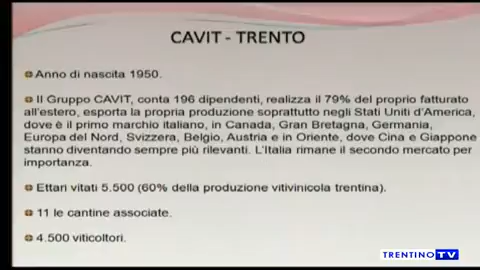 CAVIT - TRENTO
Anno di nascita 1950.
Il Gruppo CAVIT, conta 196 dipendenti, realizza il 79% del proprio fatturato
all'estero, esporta la propria produzione soprattutto negli Stati Uniti d'America,
dove è il primo marchio italiano, in Canada, Gran Bretagna, Germania,
Europa del Nord, Svizzera, Belgio, Austria e in Oriente, dove Cina e Giappone
stanno diventando sempre più rilevanti. L'Italia rimane il secondo mercato per
importanza.
Ettari vitati 5.500 (60% della produzione vitivinicola trentina).
11 le cantine associate.
4.500 viticoltori.
TRENTINO TV